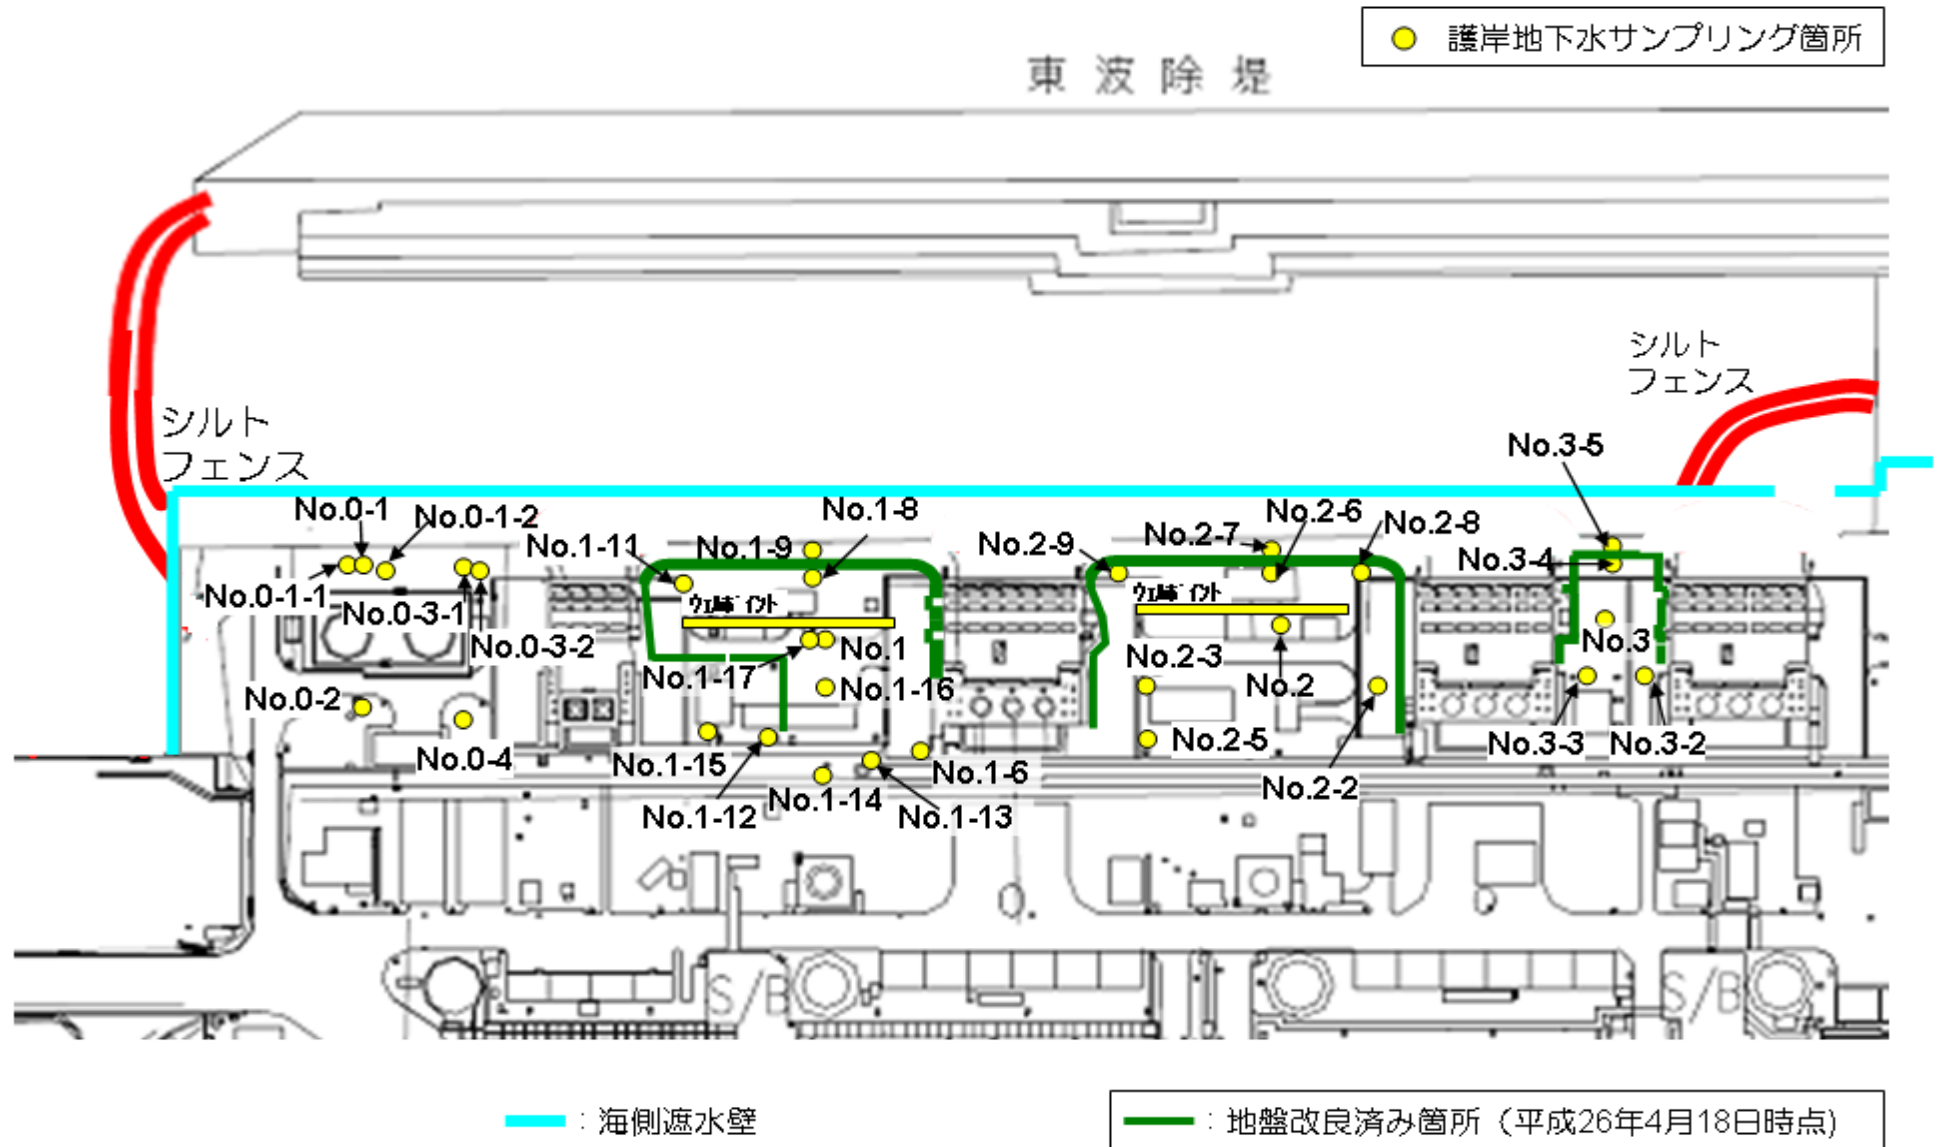 護岸地下水サンプリング箇所
東波除堤
シルト
フェンス
シルト
フェンス
No.3-5
No.0-1
No.0-1-2
No.1-8
No.2-6
No.2-8
No.1-11
No.1-9
No.2-9
No.2-7
No.3-4
No.0-1-1
No.0-3-1
No.0-3-2
ウェルポイント
ウェルポイント
No.1
No.3
No.1-17
No.2-3
No.2
No.1-16
No.0-2
No.0-4
No.1-15
No.1-6
No.2-5
No.3-3
No.3-2
No.1-12
No.1-14
No.1-13
No.2-2
S/B
S/B
:海側遮水壁
:地盤改良済み箇所(平成26年4月18日時点)